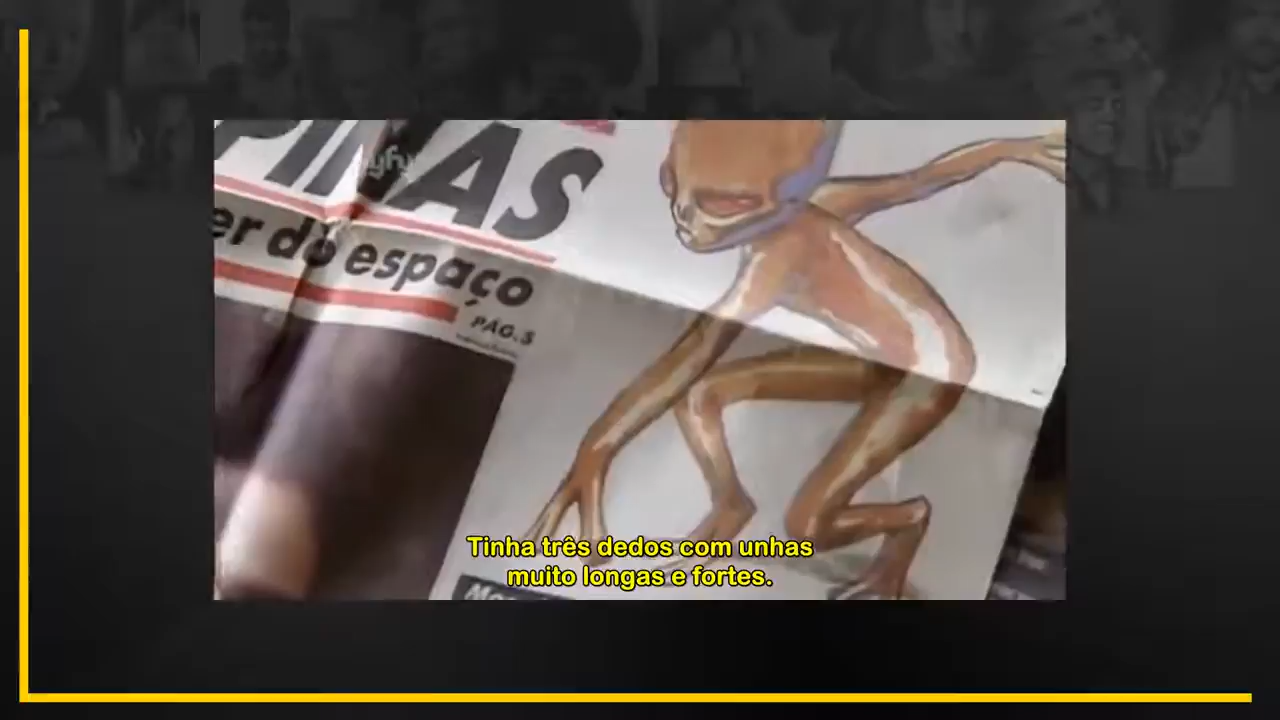 PINAS
er do espaço
PÁG.5
Tinha três dedos com unhas
muito longas e fortes.